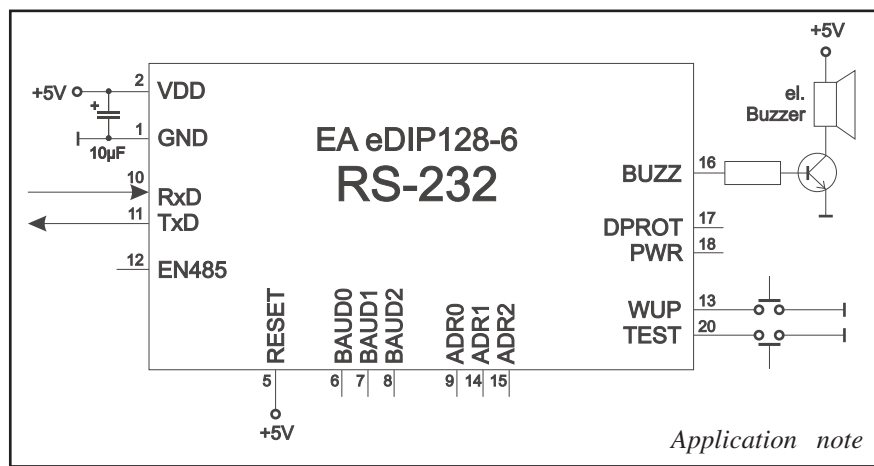 +5V
2
VDD
+5V
+
1
GND
10µF
EA eDIP128-6
RS-232
el.
Buzzer
10
RxD
11
TxD
12
EN485
BUZZ
16
DPROT
17
PWR
18
WUP
13
TEST
20
RESET
BAUD0
BAUD1
BAUD2
ADR0
ADR1
ADR2
5
6
7
8
9
14
15
+5V
Application note